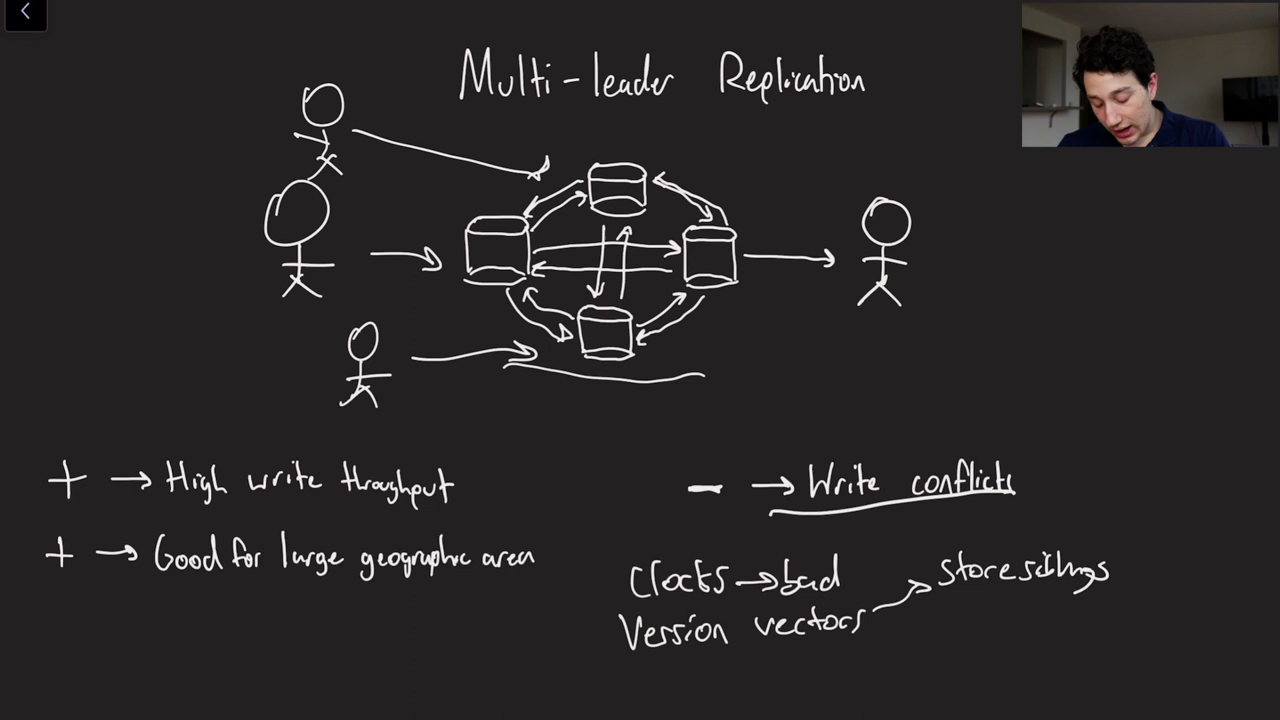 Multi-leader Replication
+ → High write throughput
+ → Good for large geographic area
- → Write conflicts
Clocks → bad
Version vectors → Store siblings